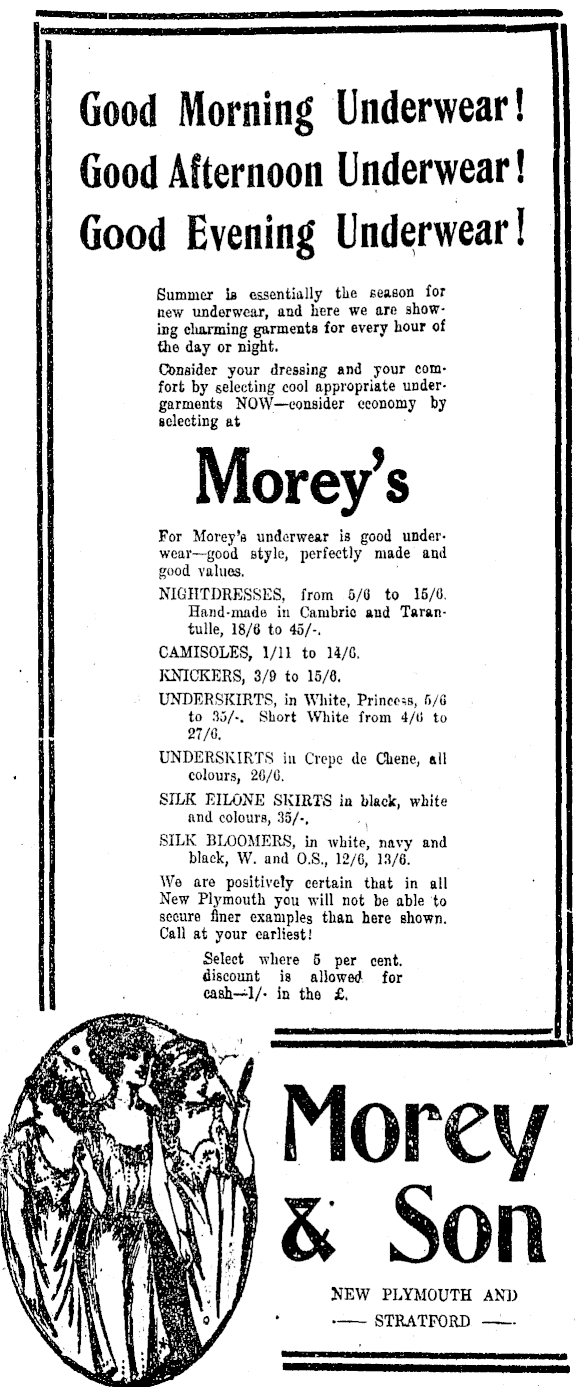 Good Morning Underwear!
Good Afternoon Underwear!
Good Evening Underwear!
Summer is essentially the season for
new underwear, and here we are show-
ing charming garments for every hour of
the day or night.
Consider your dressing and your com-
fort by selecting cool appropriate under-
garments NOW—consider economy by
selecting at
Morey's
For Morey's underwear is good under-
wear—good style, perfectly made and
good values.
NIGHTDRESSES, from 5/6 to 15/6.
Hand-made in Cambric and Taran-
tulle, 18/6 to 45/-.
CAMISOLES, 1/11 to 14/6.
KNICKERS, 3/9 to 15/6.
UNDERSKIRTS, in White, Princess, 5/6
to 35/-. Short White from 4/6 to
27/6.
UNDERSKIRTS in Crepe de Chene, all
colours, 26/6.
SILK EILONE SKIRTS in black, white
and colours, 35/-.
SILK BLOOMERS, in white, navy and
black, W. and O.S., 12/6, 13/6.
We are positively certain that in all
New Plymouth you will not be able to
secure finer examples than here shown.
Call at your earliest!
Select where 5 per cent.
discount is allowed for
cash—1/- in the £.
Morey
& Son
NEW PLYMOUTH AND
STRATFORD